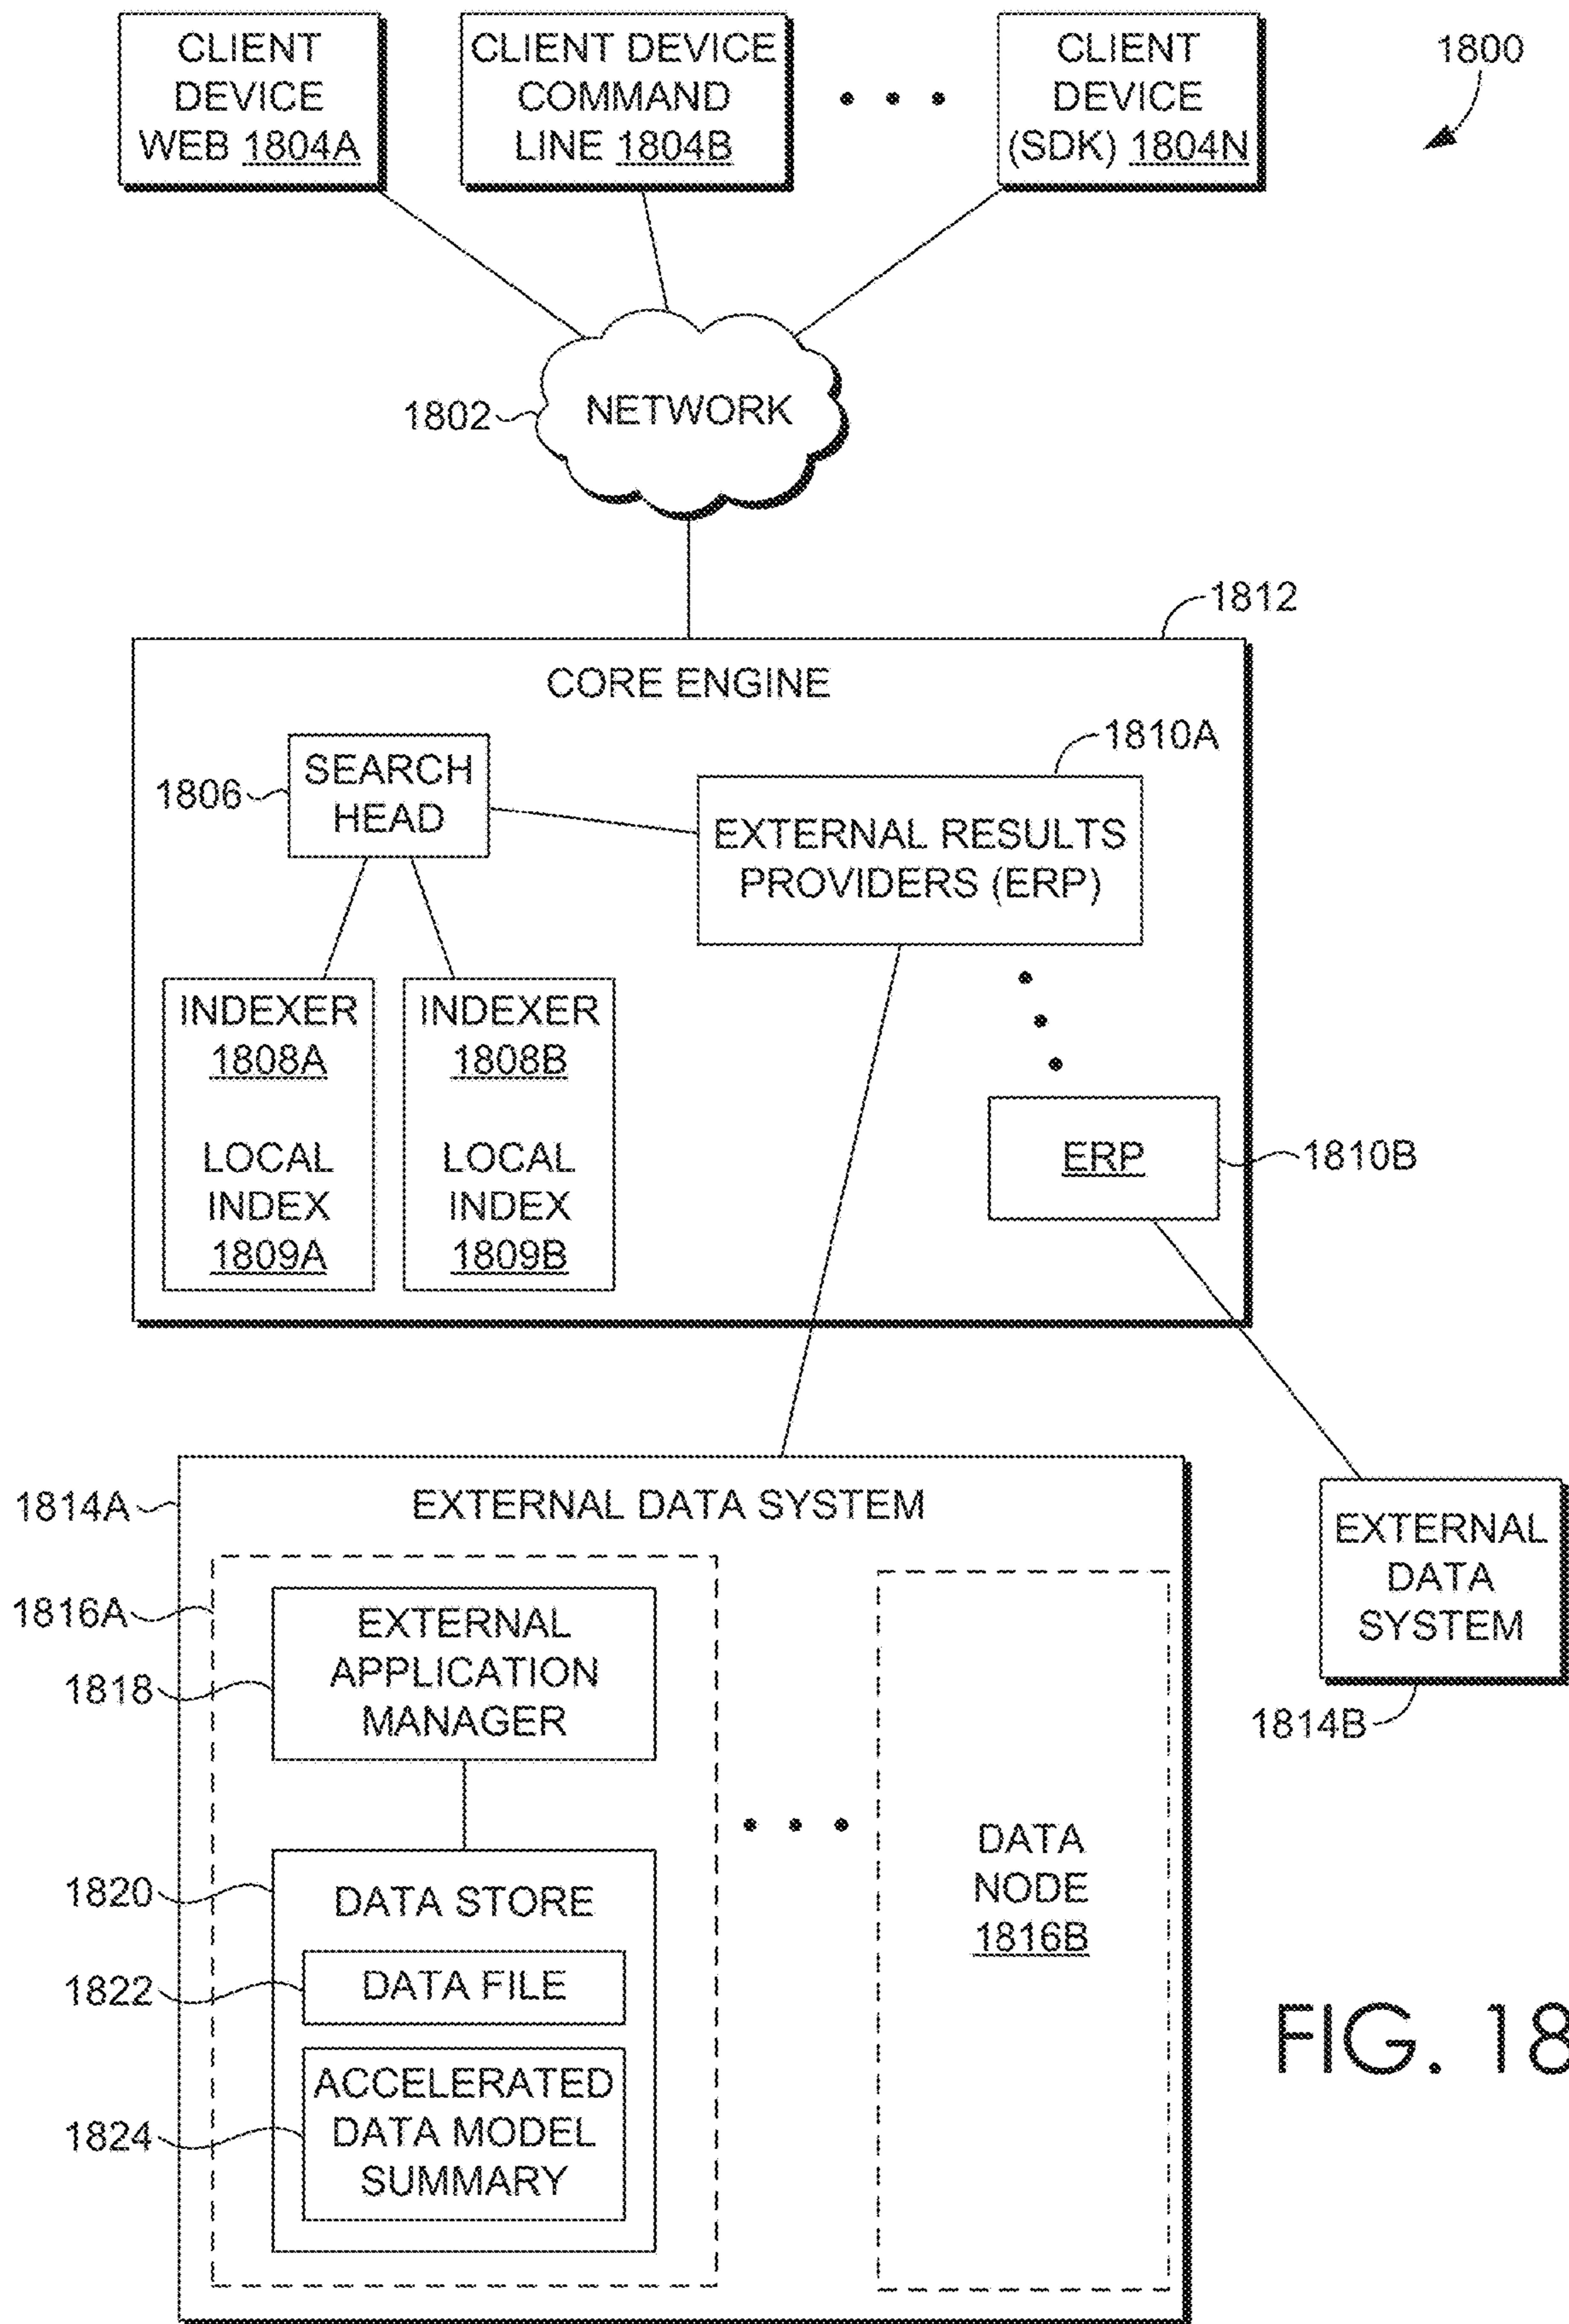 CLIENT
DEVICE
WEB 1804A
CLIENT DEVICE
COMMAND
LINE 1804B
CLIENT
DEVICE
(SDK) 1804N
1800
1802
NETWORK
1812
CORE ENGINE
1806
SEARCH
HEAD
1810A
EXTERNAL RESULTS
PROVIDERS (ERP)
INDEXER
1808A
LOCAL
INDEX
1809A
INDEXER
1808B
LOCAL
INDEX
1809B
ERP
1810B
1814A
EXTERNAL DATA SYSTEM
1816A
1818
EXTERNAL
APPLICATION
MANAGER
1820
DATA STORE
1822
DATA FILE
1824
ACCELERATED
DATA MODEL
SUMMARY
DATA
NODE
1816B
EXTERNAL
DATA
SYSTEM
1814B
FIG. 18